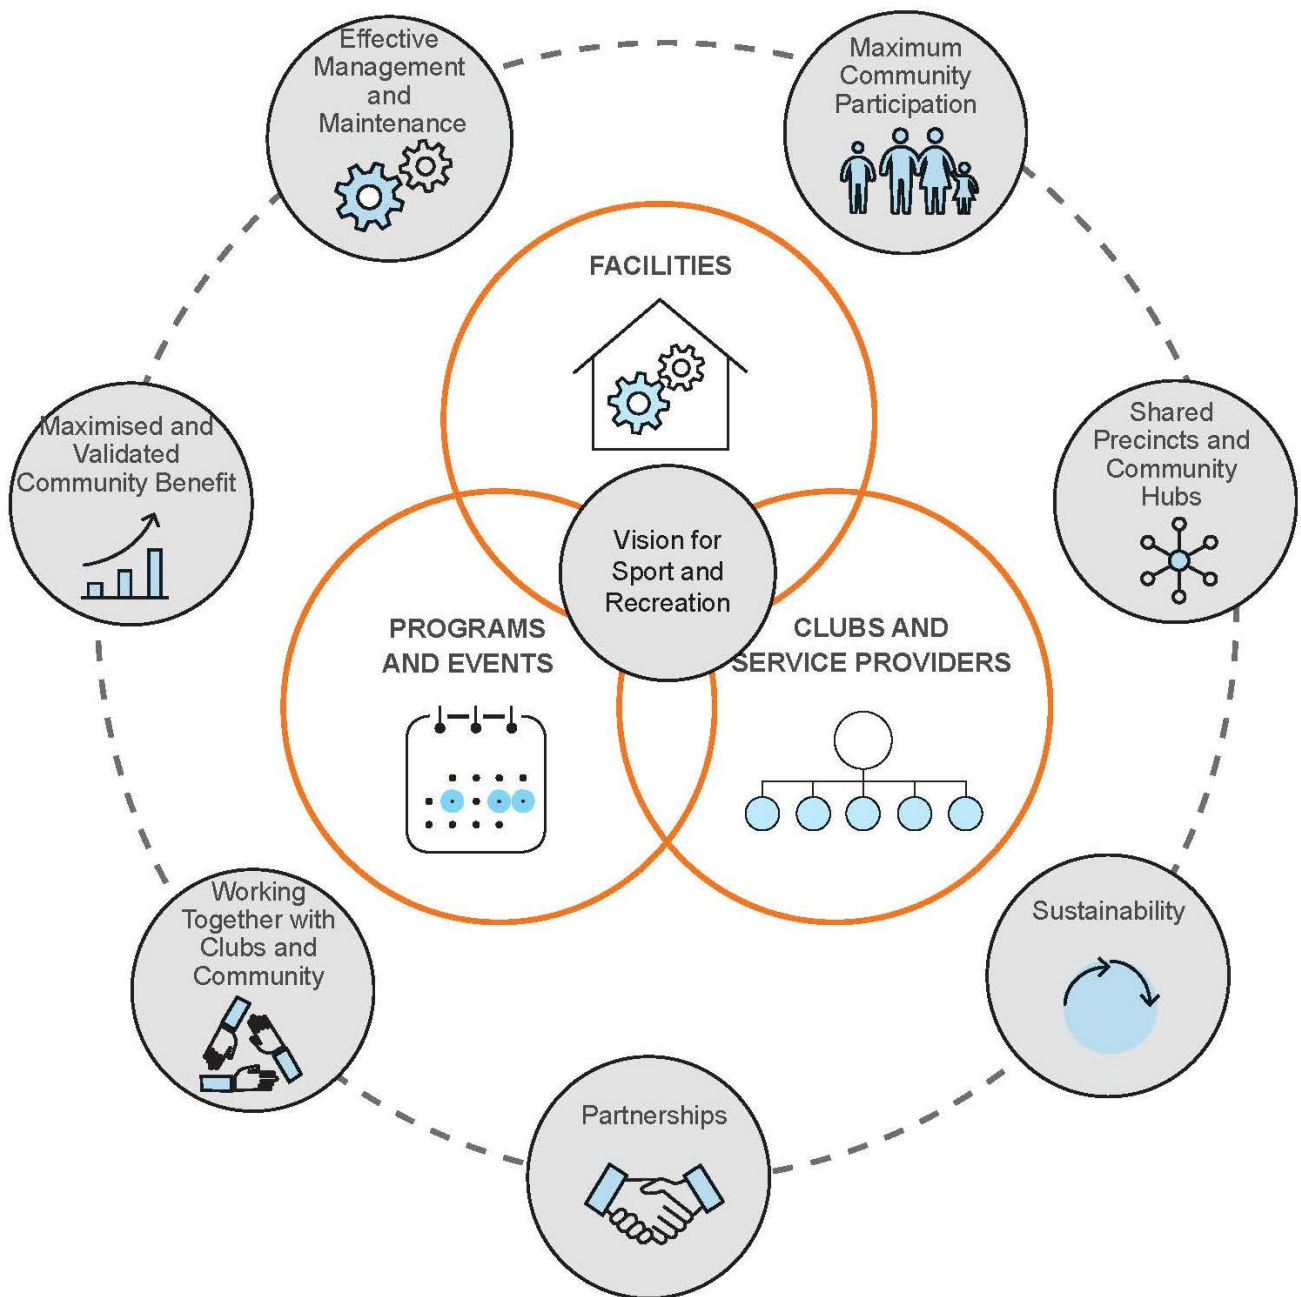 Effective
Management
and
Maintenance
Maximum
Community
Participation
FACILITIES
Maximised and
Validated
Community Benefit
Shared
Precincts and
Community
Hubs
Vision for
Sport and
Recreation
PROGRAMS
AND EVENTS
CLUBS AND
SERVICE PROVIDERS
Working
Together with
Clubs and
Community
Sustainability
Partnerships